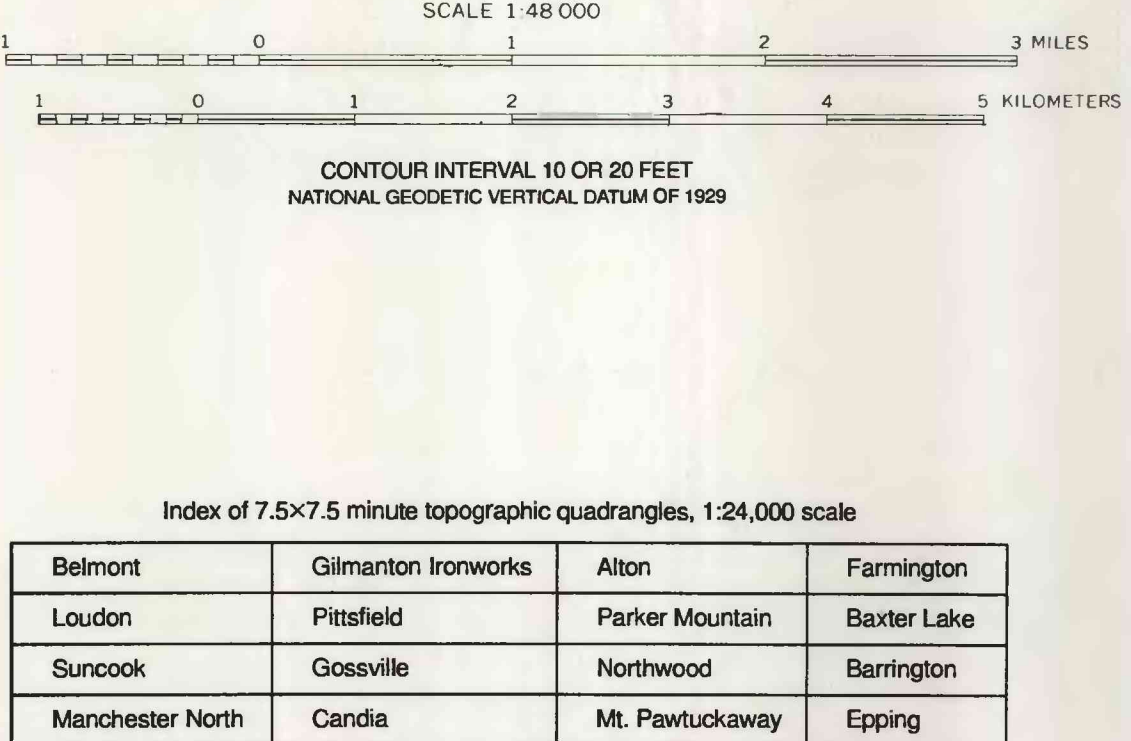 SCALE 1:48 000
1 0 1 2 3 MILES
1 0 1 2 3 4 5 KILOMETERS
CONTOUR INTERVAL 10 OR 20 FEET
NATIONAL GEODETIC VERTICAL DATUM OF 1929
Index of 7.5×7.5 minute topographic quadrangles, 1:24,000 scale
Belmont Gilmanton Ironworks Alton Farmington
Loudon Pittsfield Parker Mountain Baxter Lake
Suncook Gossville Northwood Barrington
Manchester North Candia Mt. Pawtuckaway Epping